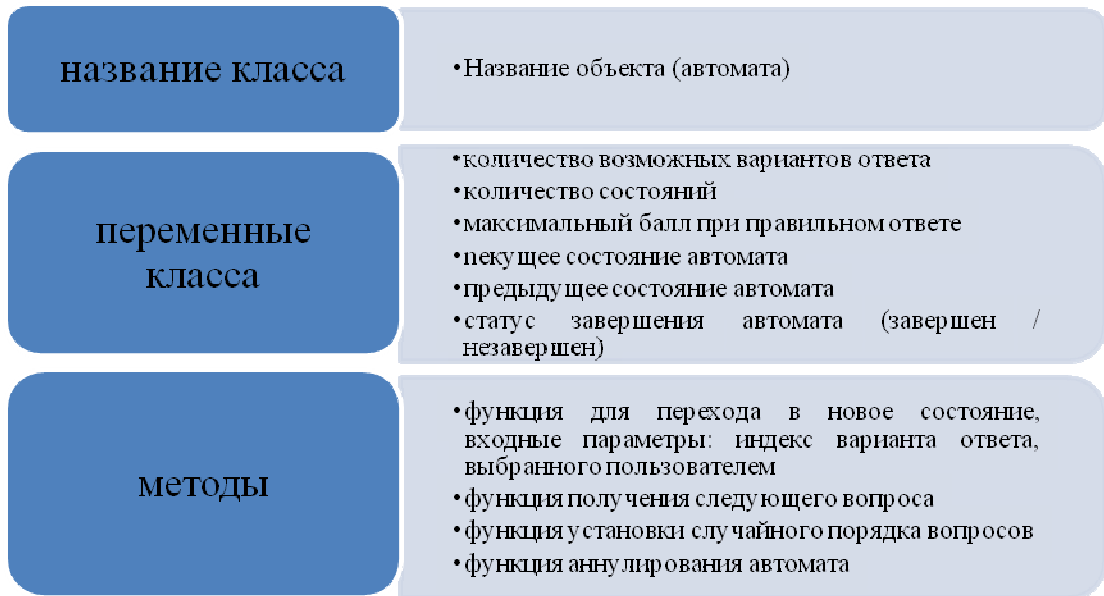 название класса
•Название объекта (автомата)
переменные
класса
•количество возможных вариантов ответа
•количество состояний
•максимальный балл при правильном ответе
•пекущее состояние автомата
•предыдущее состояние автомата
•статус завершения автомата (завершен /
незавершен)
методы
•функция для перехода в новое состояние,
входные параметры: индекс варианта ответа,
выбранного пользователем
•функция получения следующего вопроса
•функция установки случайного порядка вопросов
•функция аннулирования автомата